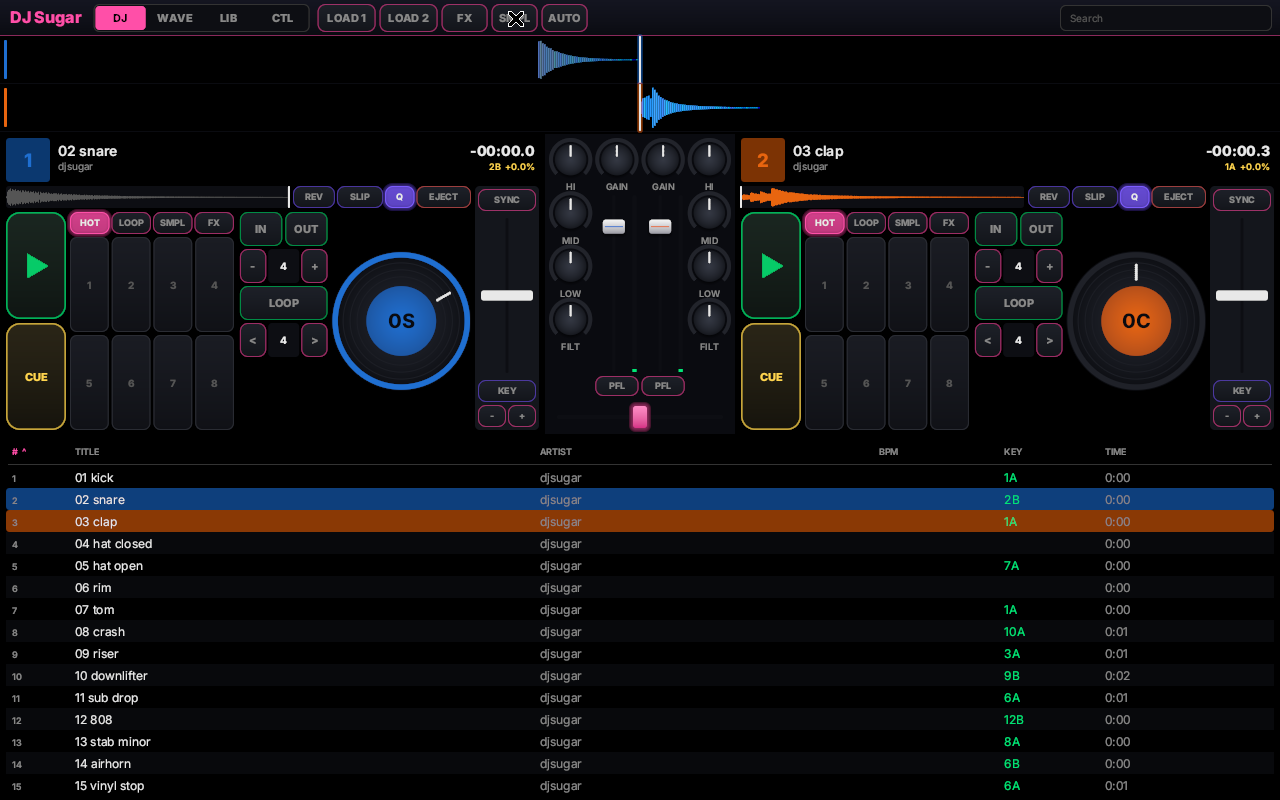 DJ Sugar DJ WAVE LIB CTL LOAD 1 LOAD 2 FX AUTO Search
1 02 snare djsugar -00:00.0 2B +0.0%
2 03 clap djsugar -00:00.3 1A +0.0%
REV SLIP Q EJECT SYNC
HOT LOOP SMPL FX IN OUT
1 2 3 4 - 4 +
LOOP
CUE 5 6 7 8 < 4 >
0S
KEY
- +
HI GAIN GAIN HI
MID MID
LOW LOW
FILT FILT
PFL PFL
REV SLIP Q EJECT SYNC
HOT LOOP SMPL FX IN OUT
1 2 3 4 - 4 +
LOOP
CUE 5 6 7 8 < 4 >
0C
KEY
- +
# ^ TITLE ARTIST BPM KEY TIME
1 01 kick djsugar 1A 0:00
2 02 snare djsugar 2B 0:00
3 03 clap djsugar 1A 0:00
4 04 hat closed djsugar 0:00
5 05 hat open djsugar 7A 0:00
6 06 rim djsugar 0:00
7 07 tom djsugar 1A 0:00
8 08 crash djsugar 10A 0:01
9 09 riser djsugar 3A 0:01
10 10 downlifter djsugar 9B 0:02
11 11 sub drop djsugar 6A 0:01
12 12 808 djsugar 12B 0:00
13 13 stab minor djsugar 8A 0:00
14 14 airhorn djsugar 6B 0:00
15 15 vinyl stop djsugar 6A 0:01